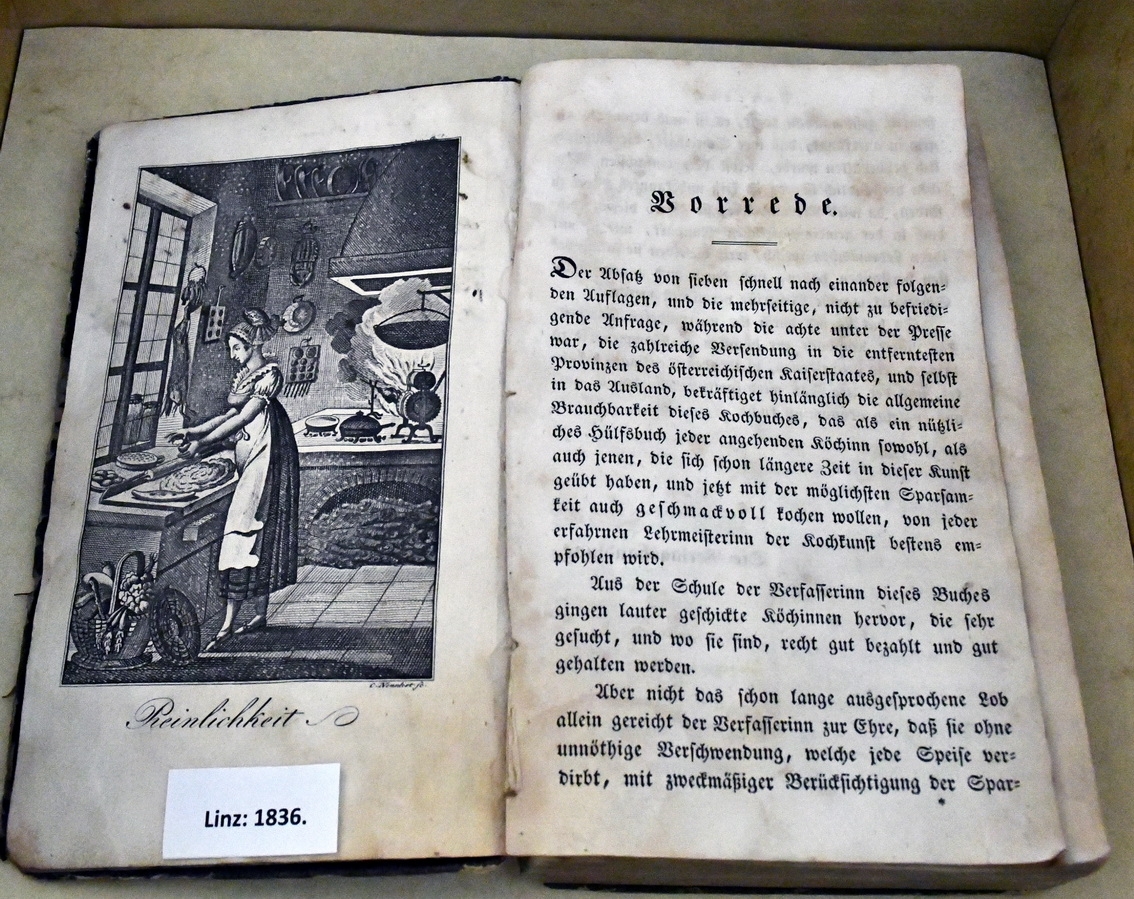 Reinlichkeit
Linz: 1836.
Vorrede.
Der Absatz von sieben schnell nach einander folgen-
den Auflagen, und die mehrseitige, nicht zu befriedi-
gende Anfrage, während die achte unter der Presse
war, die zahlreiche Versendung in die entferntesten
Provinzen des österreichischen Kaiserstaates, und selbst
in das Ausland, bekräftiget hinlänglich die allgemeine
Brauchbarkeit dieses Kochbuches, das als ein nützli-
ches Hülfsbuch jeder angehenden Köchinn sowohl, als
auch jenen, die sich schon längere Zeit in dieser Kunst
geübt haben, und jetzt mit der möglichsten Sparsam-
keit auch geschmackvoll kochen wollen, von jeder
erfahrnen Lehrmeisterinn der Kochkunst bestens em-
pfohlen wird.
Aus der Schule der Verfasserinn dieses Buches
gingen lauter geschickte Köchinnen hervor, die sehr
gesucht, und wo sie sind, recht gut bezahlt und gut
gehalten werden.
Aber nicht das schon lange ausgesprochene Lob
allein gereicht der Verfasserinn zur Ehre, daß sie ohne
unnöthige Verschwendung, welche jede Speise ver-
dirbt, mit zweckmäßiger Berücksichtigung der Spar-